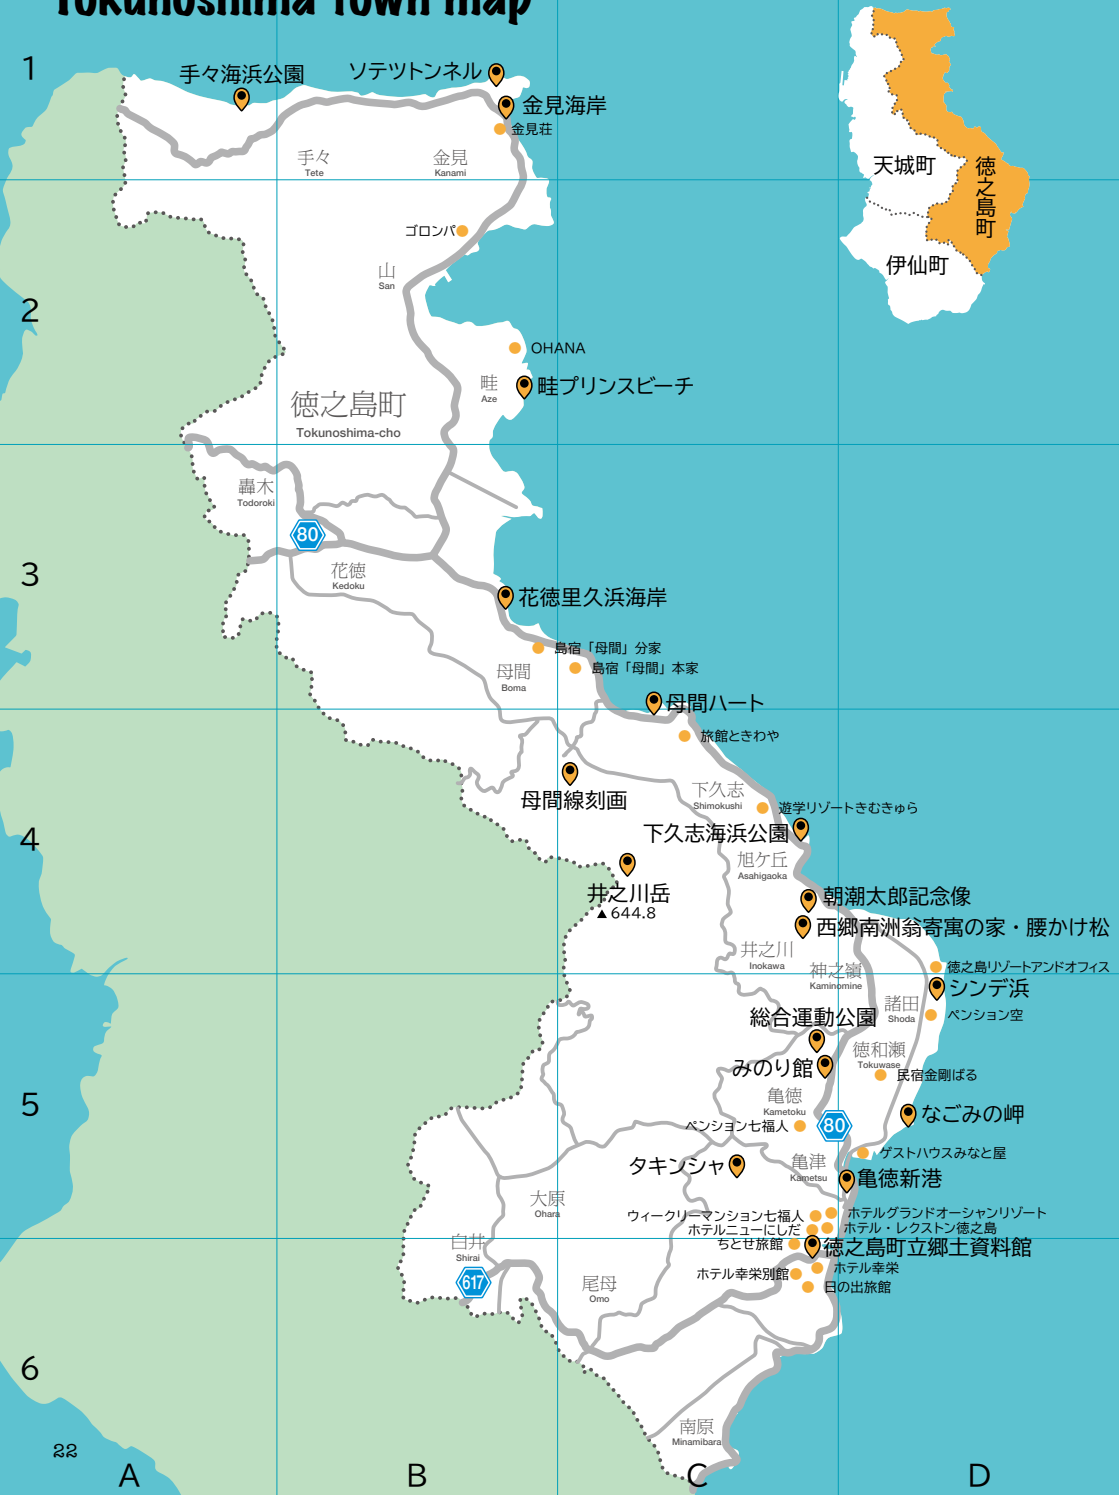 Tokunoshima Town map
1
手々海浜公園
ソテツトンネル
金見海岸
金見荘
手々
Tete
金見
Kanami
天城町
徳之島町
伊仙町
ゴロンパ
山
San
2
OHANA
畦
Aze
畦プリンスビーチ
徳之島町
Tokunoshima-cho
轟木
Todoroki
80
3
花徳
Kedoku
花徳里久浜海岸
島宿「母間」分家
島宿「母間」本家
母間
Boma
母間ハート
旅館ときわや
母間線刻画
下久志
Shimokushi
遊学リゾートきむきゅら
4
下久志海浜公園
旭ケ丘
Asahigaoka
井之川岳
▲644.8
朝潮太郎記念像
西郷南洲翁寄寓の家・腰かけ松
井之川
Inokawa
神之嶺
Kaminomine
徳之島リゾートアンドオフィス
シンデ浜
諸田
Shoda
ペンション空
総合運動公園
徳和瀬
Tokuwase
みのり館
民宿金剛ばる
5
亀徳
Kametoku
なごみの岬
ペンション七福人
80
ゲストハウスみなと屋
タキンシャ
亀津
Kametsu
亀徳新港
大原
Ohara
ウィークリーマンション七福人
ホテルグランドオーシャンリゾート
ホテルニューにしだ
ホテル・レクストン徳之島
ちとせ旅館
徳之島町立郷土資料館
白井
Shirai
617
尾母
Omo
ホテル幸栄別館
ホテル幸栄
日の出旅館
6
南原
Minamibara
22
A
B
C
D